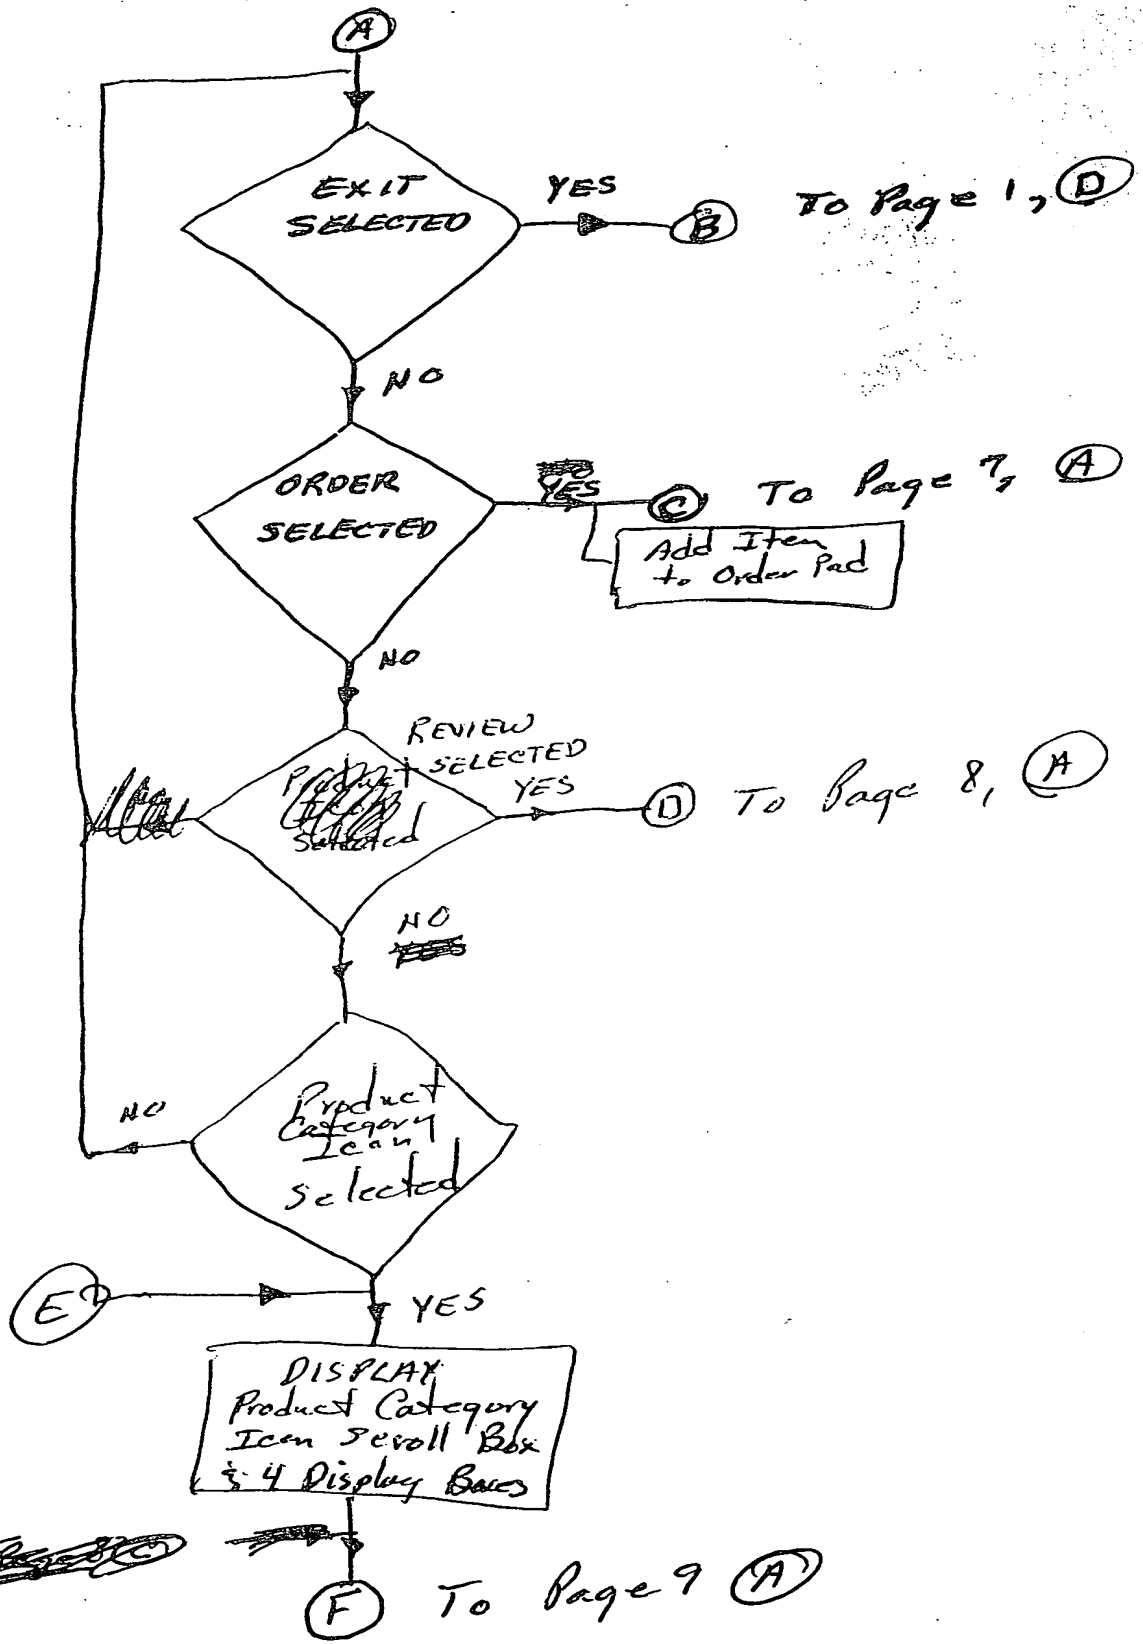 A
EXIT
SELECTED
YES
B
To Page 1, D
NO
ORDER
SELECTED
YES
C
To Page 7, A
Add Item
to Order Pad
NO
REVIEW
SELECTED
Product
Selected
YES
D
To Page 8, A
NO
Product
Category
Icon
Selected
NO
E
YES
DISPLAY
Product Category
Icon Scroll Box
& 4 Display Boxes
F
To Page 9 A